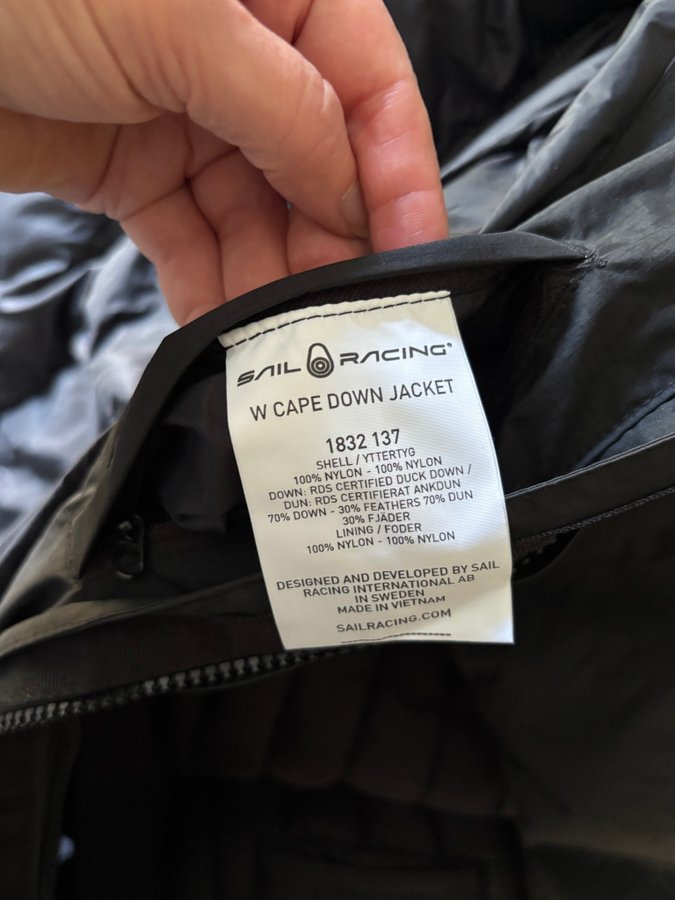 SAIL RACING®
W CAPE DOWN JACKET
1832 137
SHELL / YTTERTYG
100% NYLON - 100% NYLON
DOWN: RDS CERTIFIED DUCK DOWN /
DUN: RDS CERTIFIERAT ANKDUN
70% DOWN - 30% FEATHERS 70% DUN
30% FJÄDER
LINING / FODER
100% NYLON - 100% NYLON
DESIGNED AND DEVELOPED BY SAIL
RACING INTERNATIONAL AB
IN SWEDEN
MADE IN VIETNAM
SAILRACING.COM